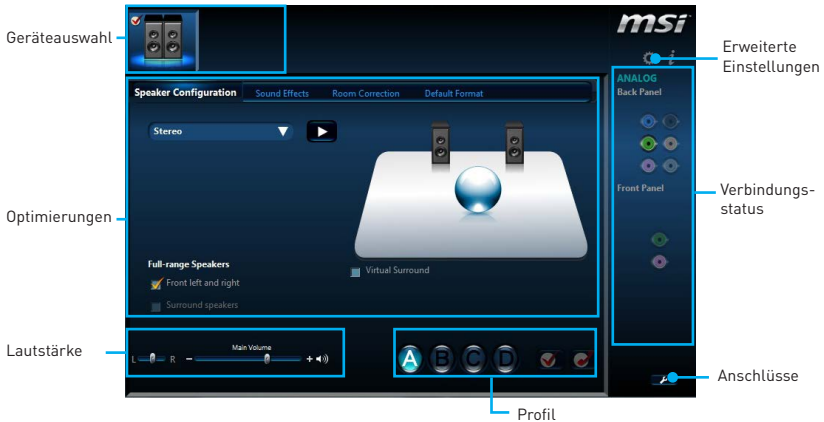 Geräteauswahl
msi
Erweiterte
Einstellungen
ANALOG
Back Panel
Speaker Configuration
Sound Effects
Room Correction
Default Format
Stereo
Front Panel
Verbindungs-
status
Optimierungen
Full-range Speakers
Front left and right
Surround speakers
Virtual Surround
Lautstärke
L
R
Main Volume
- +
A B C D
Anschlüsse
Profil